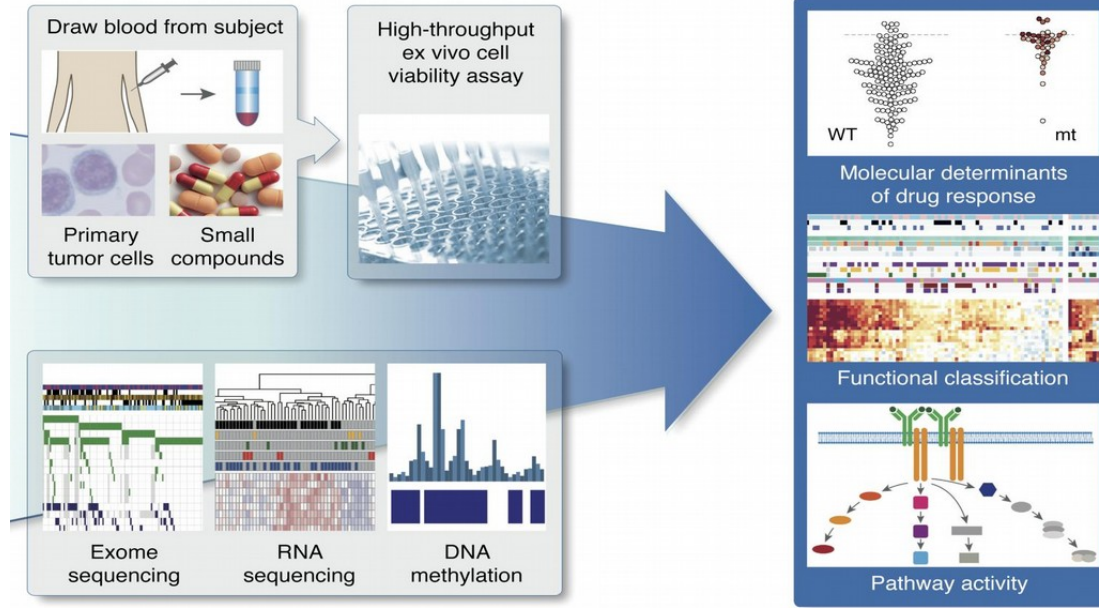 Draw blood from subject
Primary
tumor cells
Small
compounds
High-throughput
ex vivo cell
viability assay
Exome
sequencing
RNA
sequencing
DNA
methylation
WT
mt
Molecular determinants
of drug response
Functional classification
Pathway activity